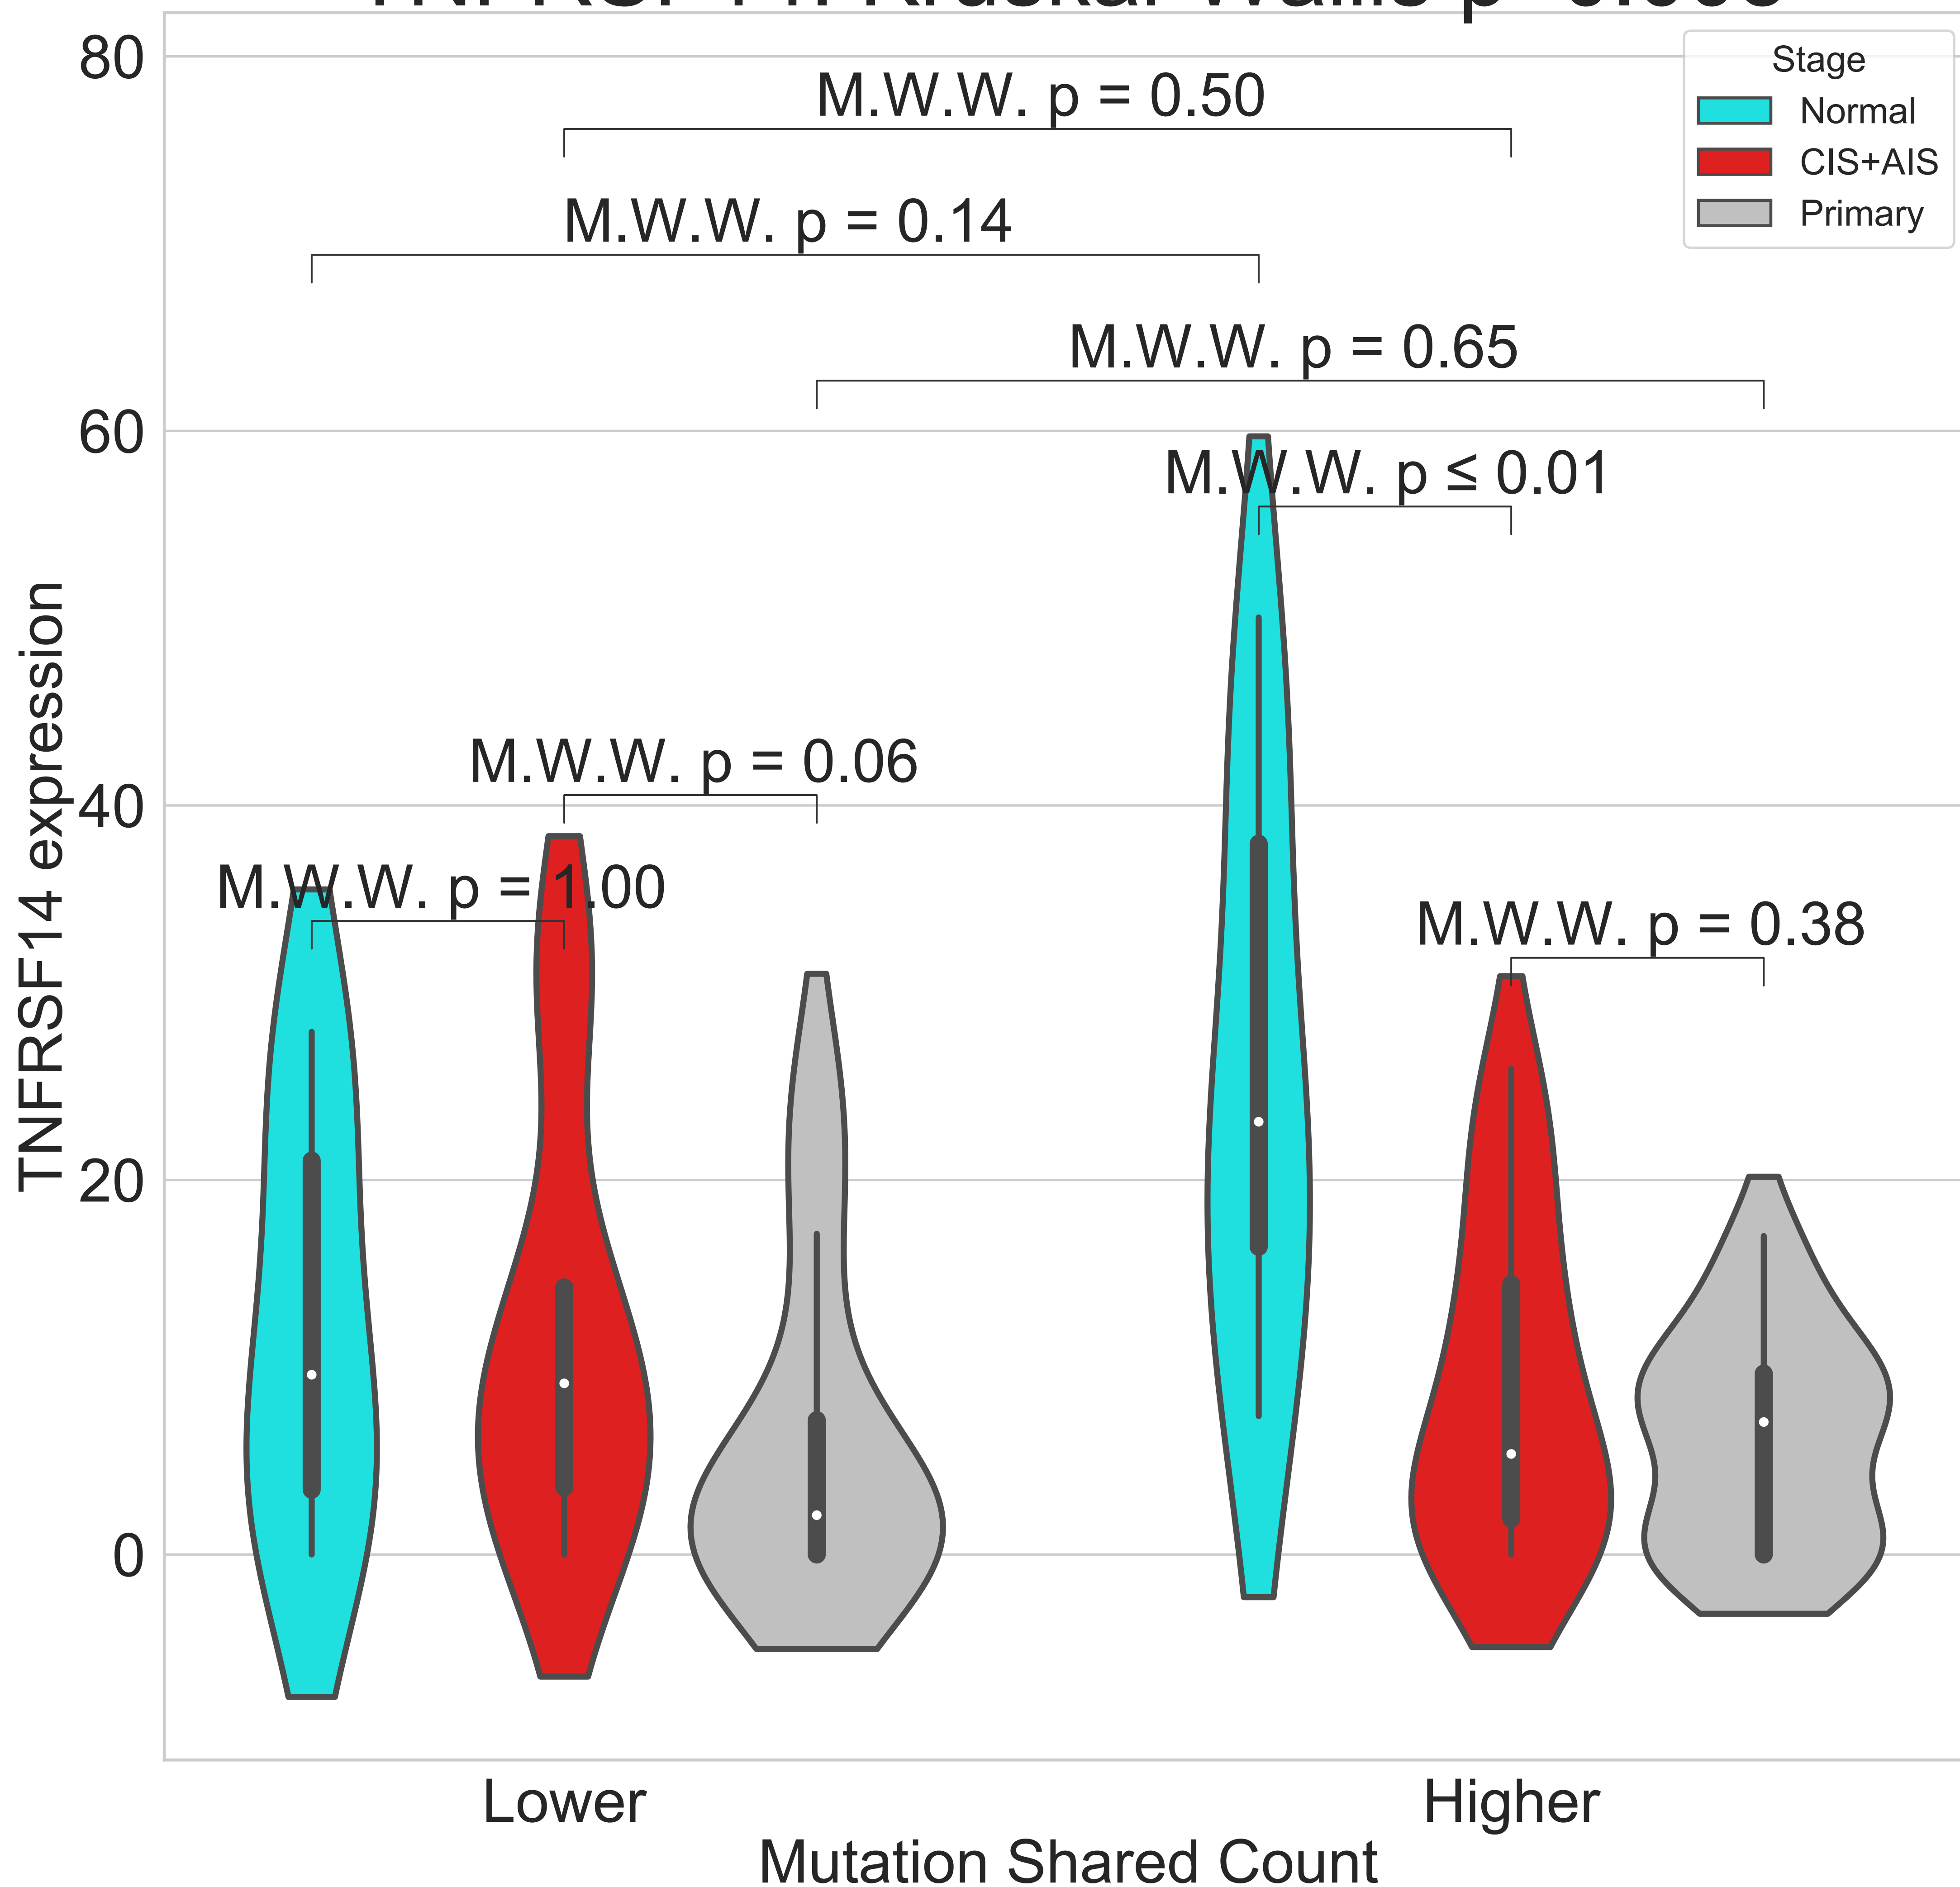 80
60
40
20
0
TNFRSF14 expression
Stage
Normal
CIS+AIS
Primary
M.W.W. p = 0.50
M.W.W. p = 0.14
M.W.W. p = 0.65
M.W.W. p ≤ 0.01
M.W.W. p = 0.06
M.W.W. p = 1.00
M.W.W. p = 0.38
Lower
Higher
Mutation Shared Count